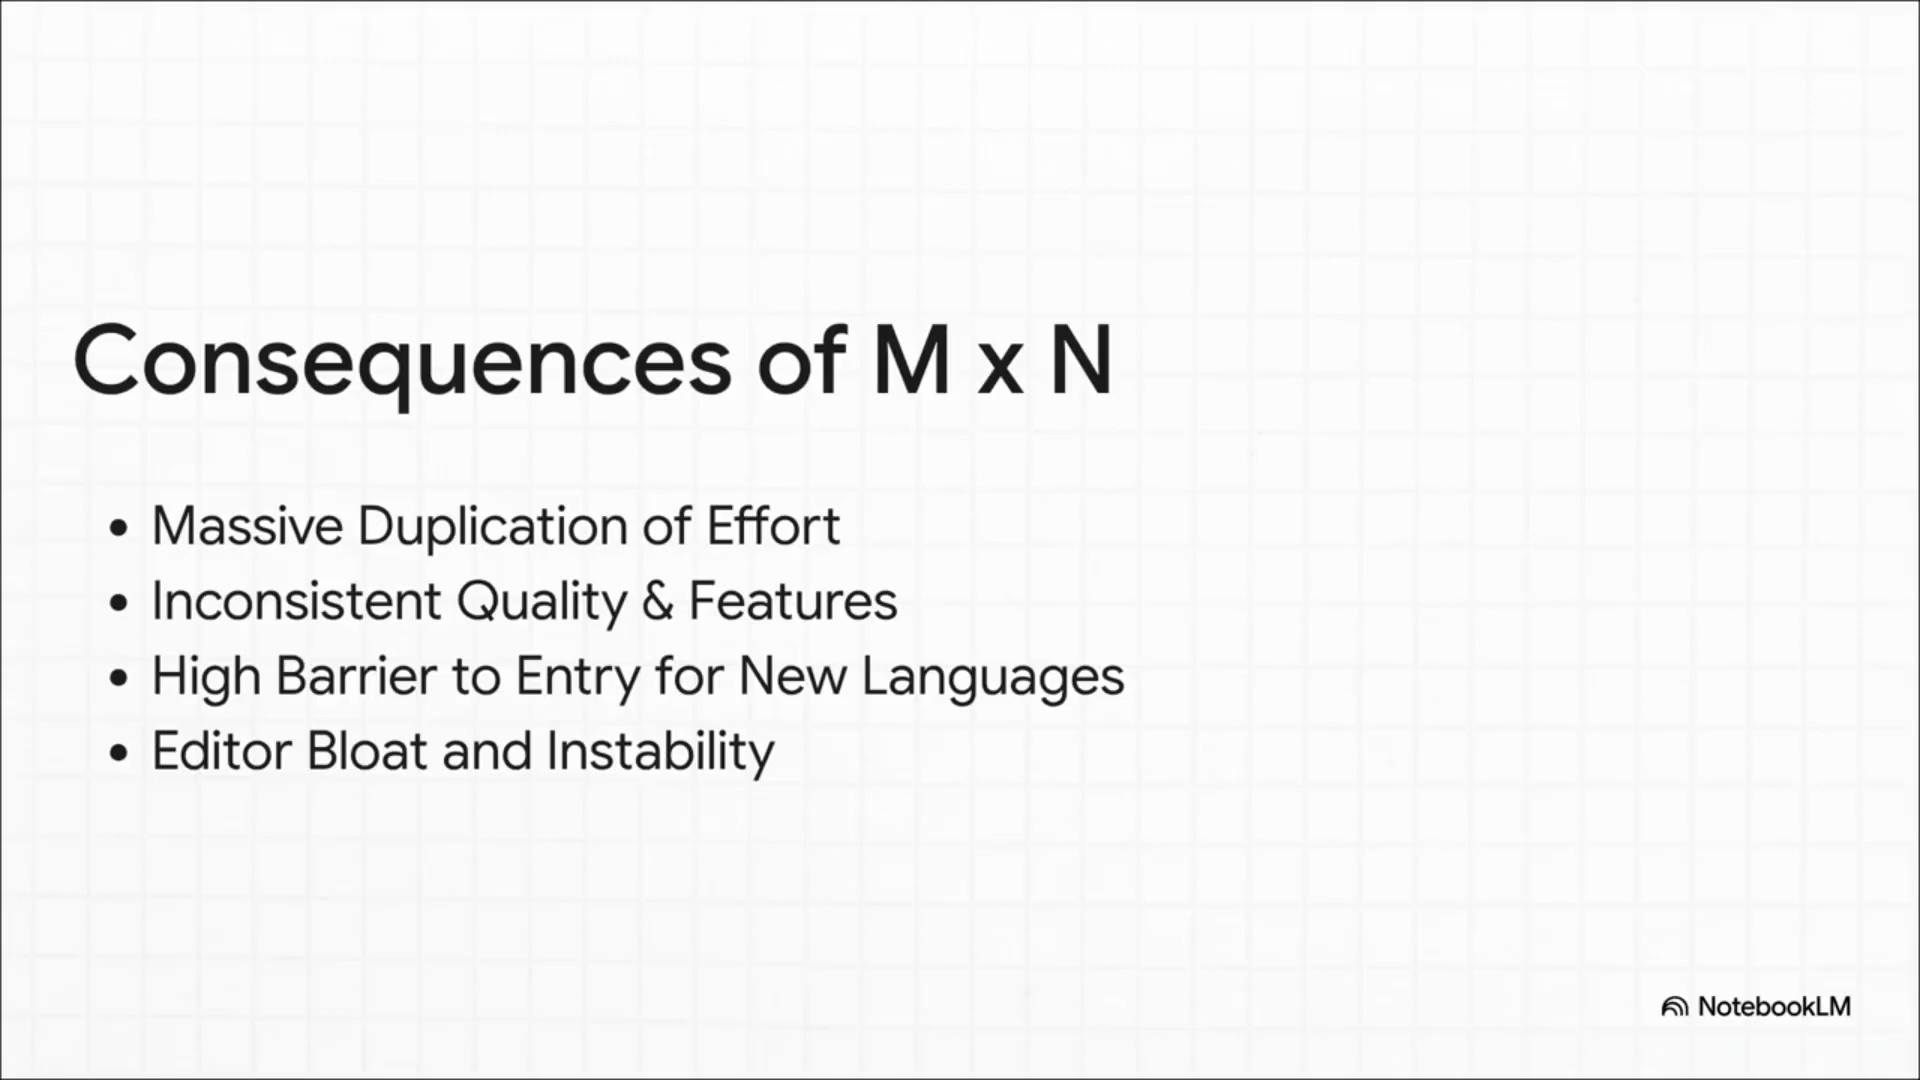 Consequences of M x N
• Massive Duplication of Effort
• Inconsistent Quality & Features
• High Barrier to Entry for New Languages
• Editor Bloat and Instability
NotebookLM